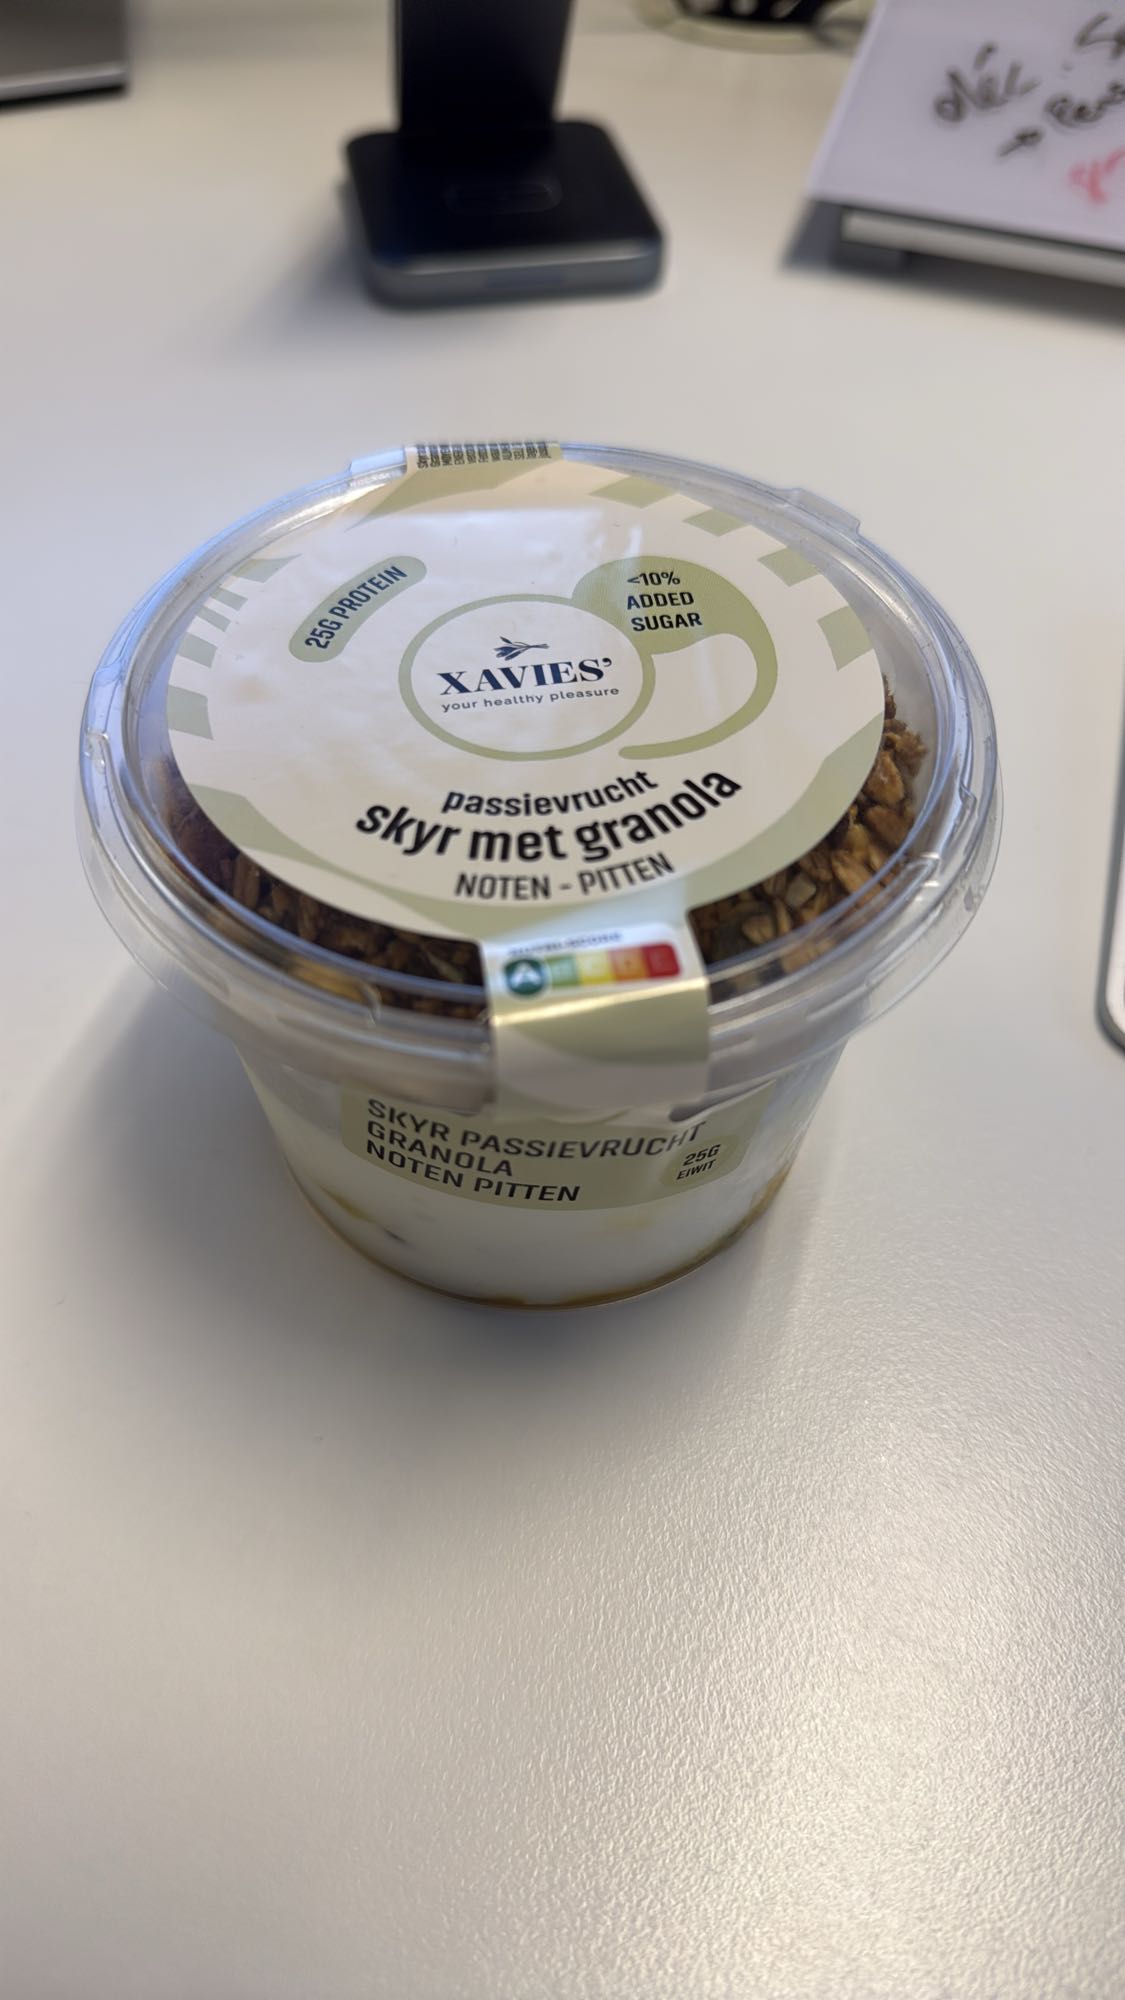 25G PROTEIN
<10%
ADDED
SUGAR
XAVIES'
your healthy pleasure
passievrucht
skyr met granola
NOTEN - PITTEN
A B C D E
SKYR PASSIEVRUCHT
GRANOLA
NOTEN PITTEN
25G
EIWIT